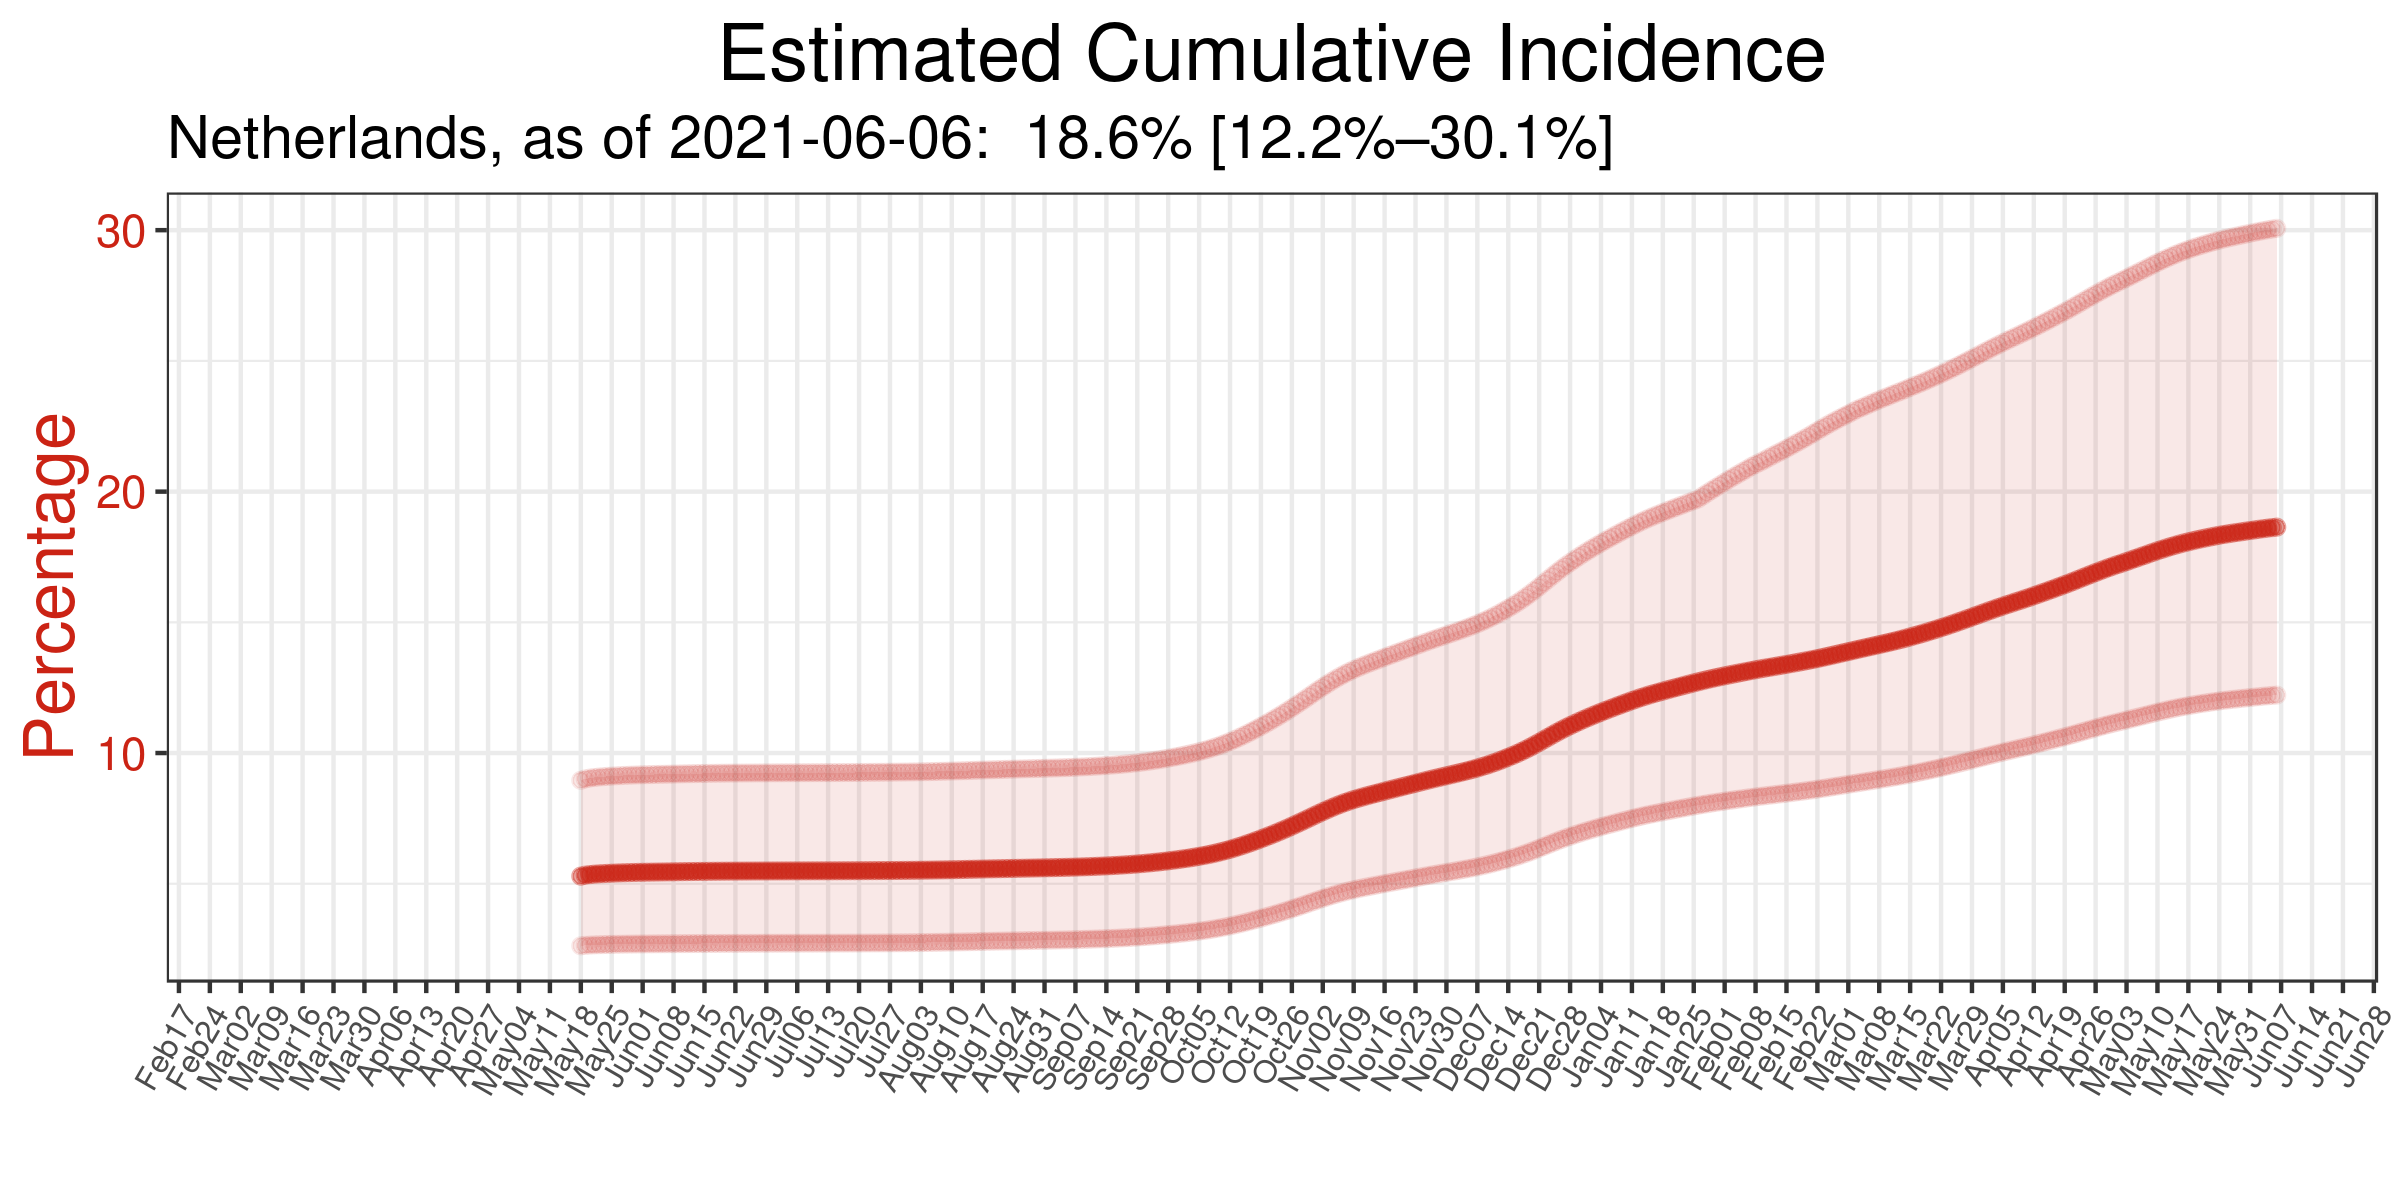 Estimated Cumulative Incidence
Netherlands, as of 2021-06-06: 18.6% [12.2%–30.1%]
Percentage
30
20
10
Feb17
Feb24
Mar02
Mar09
Mar16
Mar23
Mar30
Apr06
Apr13
Apr20
Apr27
May04
May11
May18
May25
Jun01
Jun08
Jun15
Jun22
Jun29
Jul06
Jul13
Jul20
Jul27
Aug03
Aug10
Aug17
Aug24
Aug31
Sep07
Sep14
Sep21
Sep28
Oct05
Oct12
Oct19
Oct26
Nov02
Nov09
Nov16
Nov23
Nov30
Dec07
Dec14
Dec21
Dec28
Jan04
Jan11
Jan18
Jan25
Feb01
Feb08
Feb15
Feb22
Mar01
Mar08
Mar15
Mar22
Mar29
Apr05
Apr12
Apr19
Apr26
May03
May10
May17
May24
May31
Jun07
Jun14
Jun21
Jun28